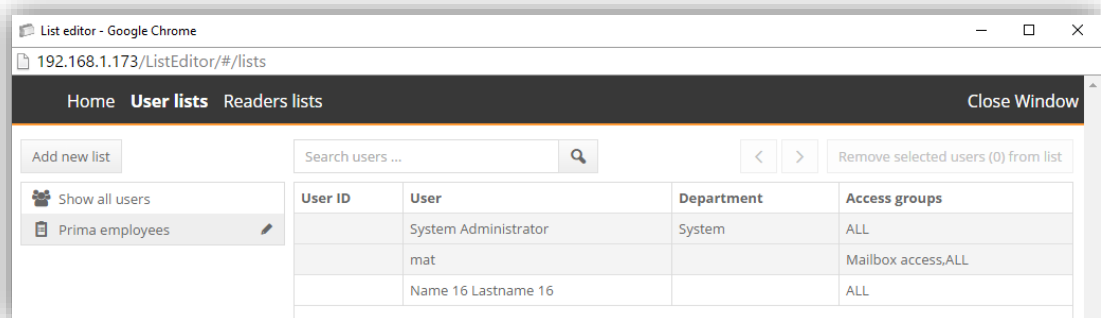 List editor - Google Chrome
192.168.1.173/ListEditor/#/lists
Home User lists Readers lists Close Window
Add new list Search users ... < > Remove selected users (0) from list
Show all users User ID User Department Access groups
Prima employees System Administrator System ALL
mat Mailbox access,ALL
Name 16 Lastname 16 ALL